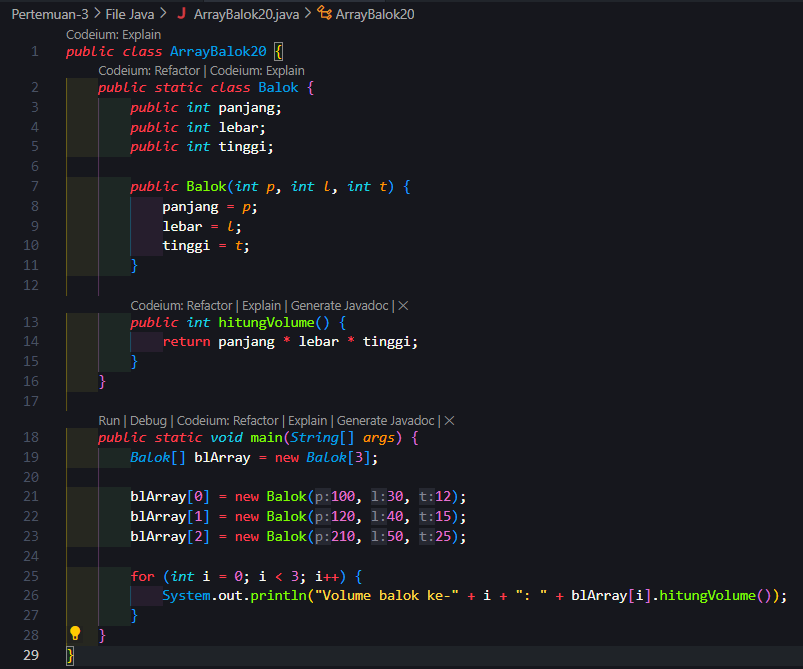 Pertemuan-3 > File Java > J ArrayBalok20.java > ArrayBalok20
Codeium: Explain
1 public class ArrayBalok20 {
Codeium: Refactor | Codeium: Explain
2 public static class Balok {
3 public int panjang;
4 public int lebar;
5 public int tinggi;
6
7 public Balok(int p, int l, int t) {
8 panjang = p;
9 lebar = l;
10 tinggi = t;
11 }
12
Codeium: Refactor | Explain | Generate Javadoc | ×
13 public int hitungVolume() {
14 return panjang * lebar * tinggi;
15 }
16 }
17
Run | Debug | Codeium: Refactor | Explain | Generate Javadoc | ×
18 public static void main(String[] args) {
19 Balok[] blArray = new Balok[3];
20
21 blArray[0] = new Balok(p:100, l:30, t:12);
22 blArray[1] = new Balok(p:120, l:40, t:15);
23 blArray[2] = new Balok(p:210, l:50, t:25);
24
25 for (int i = 0; i < 3; i++) {
26 System.out.println("Volume balok ke-" + i + ": " + blArray[i].hitungVolume());
27 }
28 }
29 }